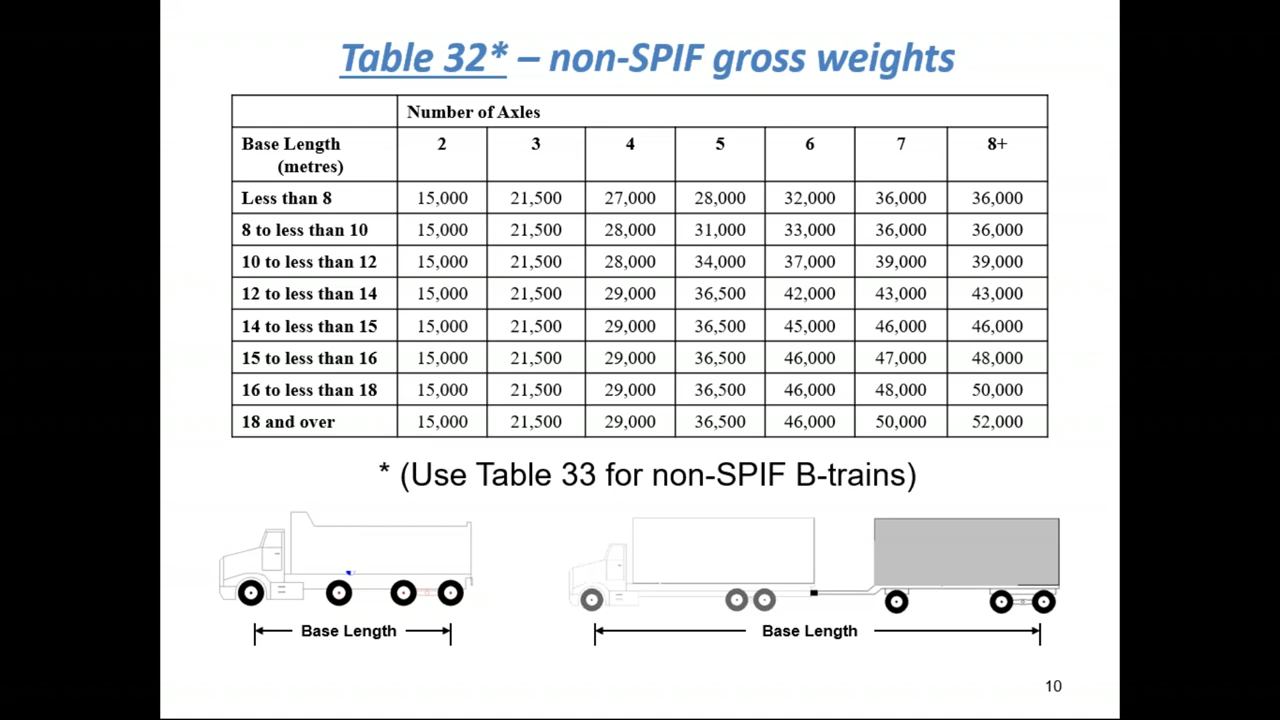 Table 32* – non-SPIF gross weights
Number of Axles
Base Length (metres) 2 3 4 5 6 7 8+
Less than 8 15,000 21,500 27,000 28,000 32,000 36,000 36,000
8 to less than 10 15,000 21,500 28,000 31,000 33,000 36,000 36,000
10 to less than 12 15,000 21,500 28,000 34,000 37,000 39,000 39,000
12 to less than 14 15,000 21,500 29,000 36,500 42,000 43,000 43,000
14 to less than 15 15,000 21,500 29,000 36,500 45,000 46,000 46,000
15 to less than 16 15,000 21,500 29,000 36,500 46,000 47,000 48,000
16 to less than 18 15,000 21,500 29,000 36,500 46,000 48,000 50,000
18 and over 15,000 21,500 29,000 36,500 46,000 50,000 52,000
* (Use Table 33 for non-SPIF B-trains)
Base Length
Base Length
10